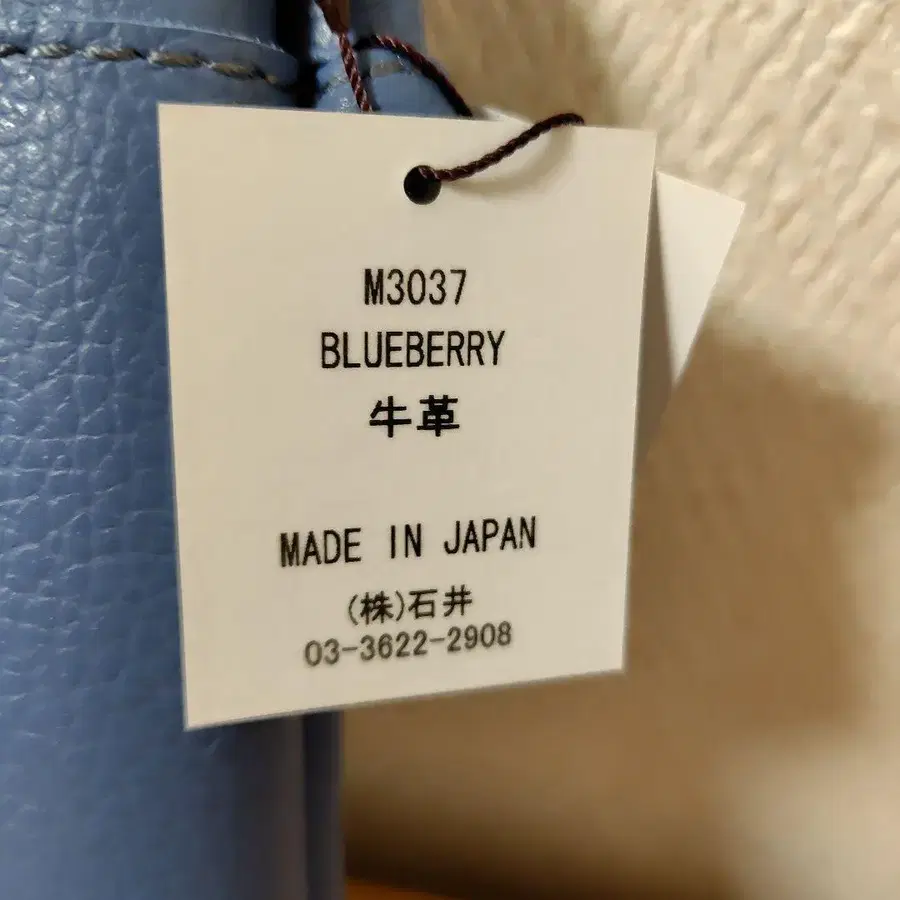 M3037
BLUEBERRY
牛革
MADE IN JAPAN
(株)石井
03-3622-2908